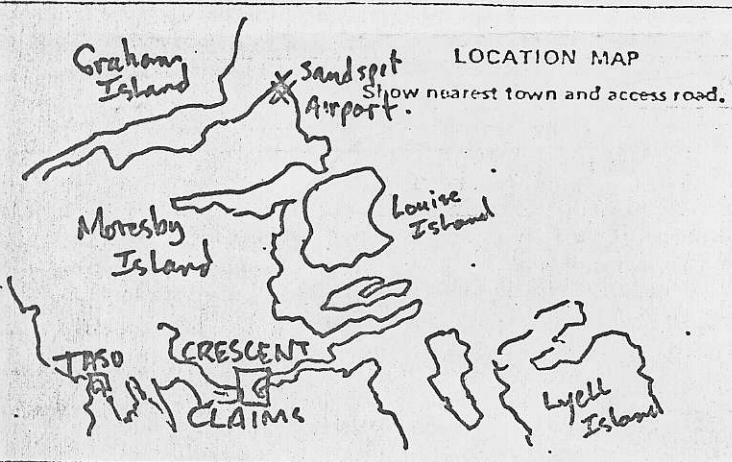 LOCATION MAP
Show nearest town and access road.
Graham
Island
Sandspit
Airport.
Moresby
Island
Louise
Island
TASO
CRESCENT
CLAIMS
Lyell
Island